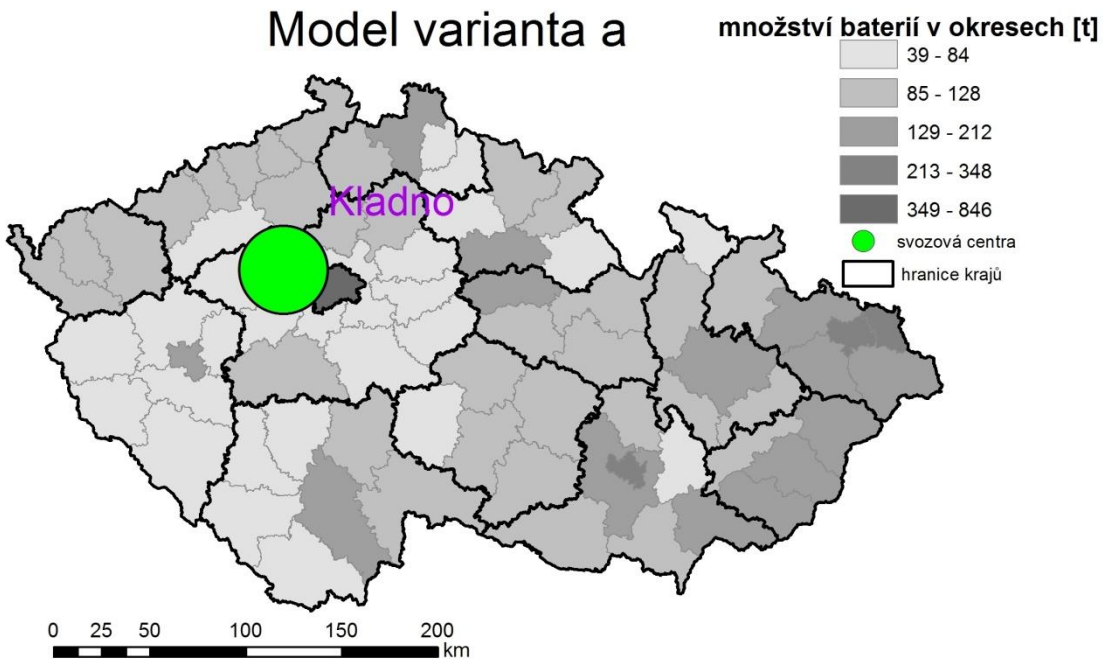 Model varianta a
množství baterií v okresech [t]
39 - 84
85 - 128
129 - 212
213 - 348
349 - 846
svozová centra
hranice krajů
Kladno
0 25 50 100 150 200
km